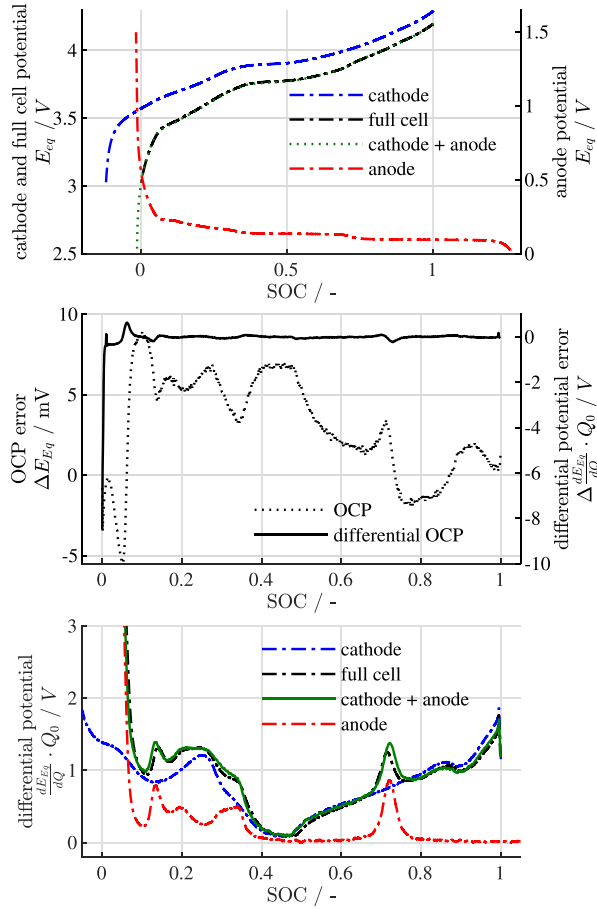 cathode and full cell potential
E_eq / V
4
3.5
3
2.5
cathode
full cell
cathode + anode
anode
1.5
1
0.5
0
anode potential
E_eq / V
0
0.5
1
SOC / -
OCP error
ΔE_Eq / mV
10
5
0
-5
OCP
differential OCP
0
-2
-4
-6
-8
-10
differential potential error
Δ dE_Eq/dQ · Q_0 / V
0
0.2
0.4
0.6
0.8
1
SOC / -
differential potential
dE_Eq/dQ · Q_0 / V
3
2
1
0
cathode
full cell
cathode + anode
anode
0
0.2
0.4
0.6
0.8
1
SOC / -